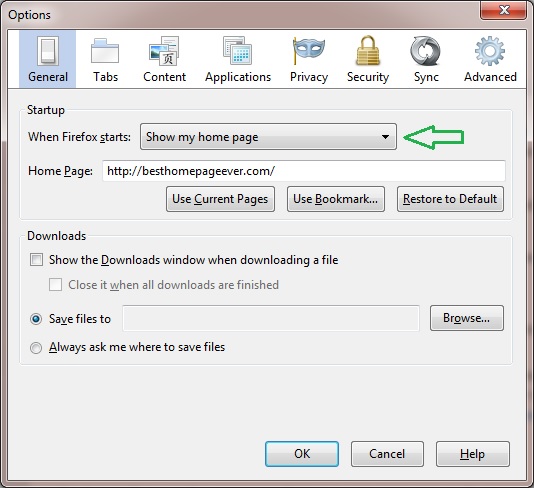 Options
General Tabs Content Applications Privacy Security Sync Advanced
Startup
When Firefox starts: Show my home page
Home Page: http://besthomepageever.com/
Use Current Pages Use Bookmark... Restore to Default
Downloads
Show the Downloads window when downloading a file
Close it when all downloads are finished
Save files to Browse...
Always ask me where to save files
OK Cancel Help